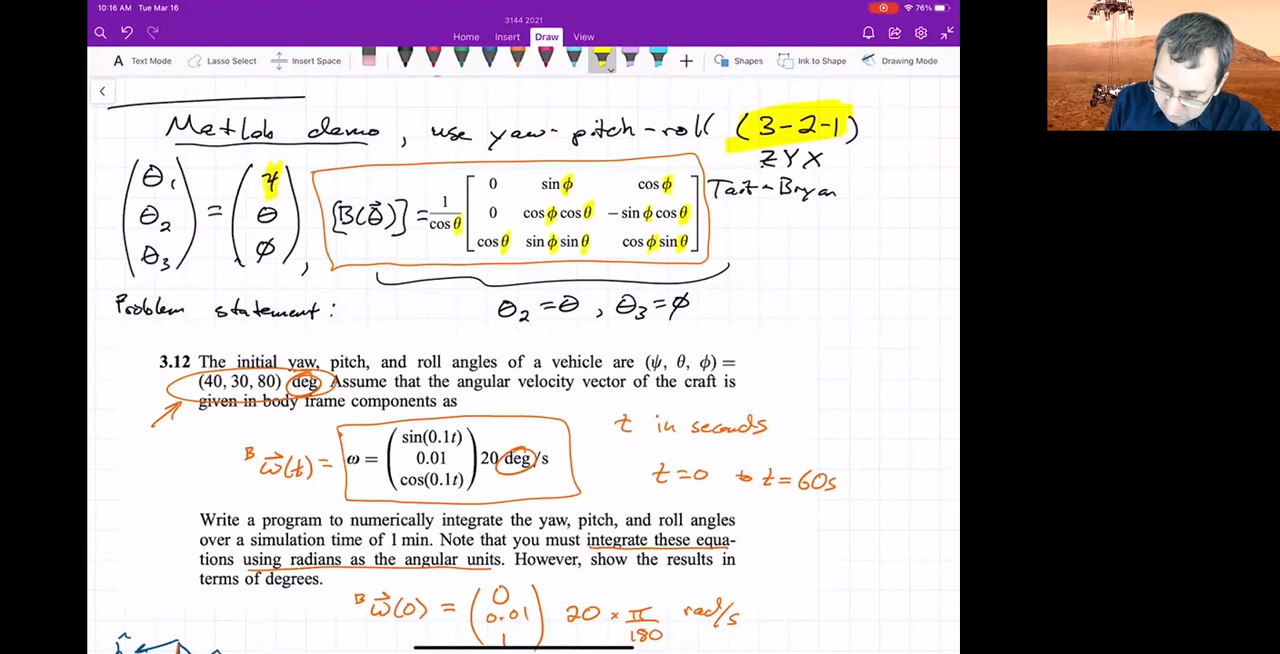 10:16 AM Tue Mar 16
76%
3144 2021
Home Insert Draw View
Text Mode Lasso Select Insert Space Shapes Ink to Shape Drawing Mode
Matlab demo, use yaw-pitch-roll (3-2-1)
ZYX
Tait-Bryan
(θ₁ θ₂ θ₃) = (ψ θ φ),
[B(θ⃗)] = 1/cos θ [0 sin φ cos φ
0 cos φ cos θ − sin φ cos θ
cos θ sin φ sin θ cos φ sin θ]
θ₂ = θ, θ₃ = φ
Problem statement:
3.12 The initial yaw, pitch, and roll angles of a vehicle are (ψ, θ, φ) =
(40, 30, 80) deg Assume that the angular velocity vector of the craft is
given in body frame components as
ᴮω⃗(t) = ω = (sin(0.1t) 0.01 cos(0.1t)) 20 deg/s
t in seconds
t=0 to t=60s
Write a program to numerically integrate the yaw, pitch, and roll angles
over a simulation time of 1 min. Note that you must integrate these equa-
tions using radians as the angular units. However, show the results in
terms of degrees.
ᴮω⃗(0) = (0 0.01 1) 20 × π/180 rad/s